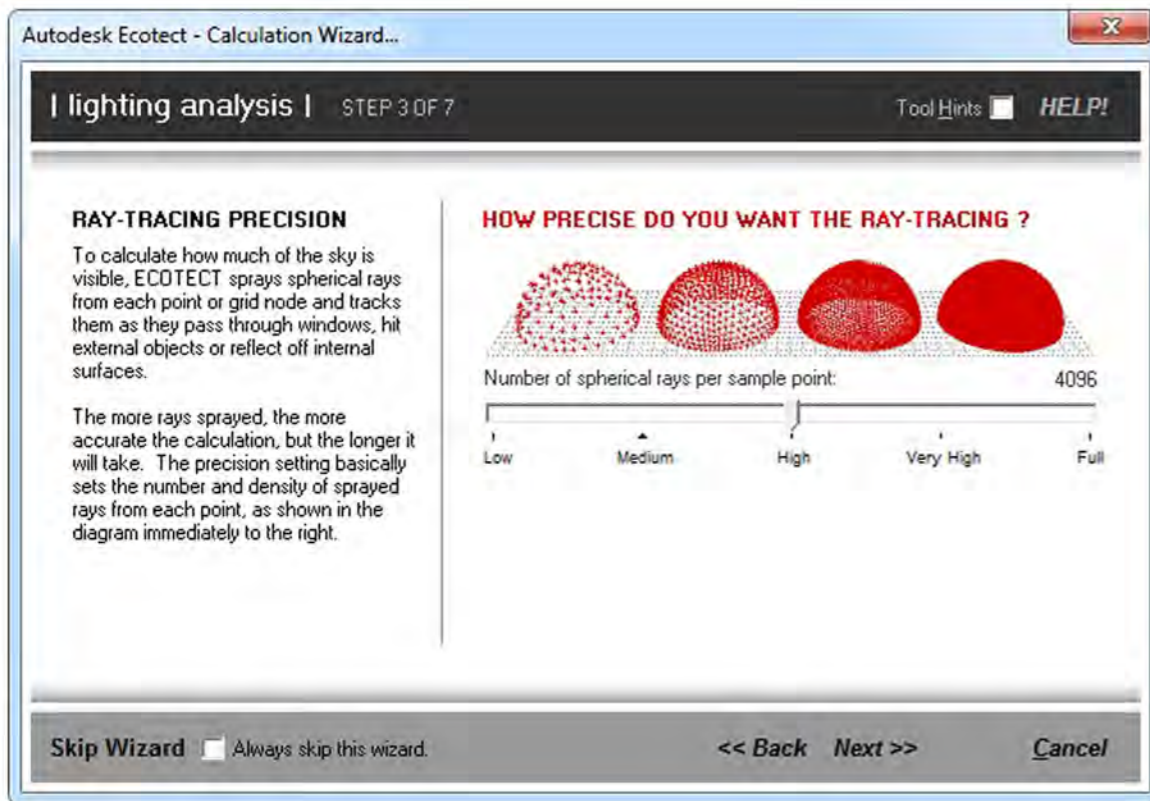 Autodesk Ecotect - Calculation Wizard...
| lighting analysis | STEP 3 OF 7 Tool Hints HELP!
RAY-TRACING PRECISION
To calculate how much of the sky is
visible, ECOTECT sprays spherical rays
from each point or grid node and tracks
them as they pass through windows, hit
external objects or reflect off internal
surfaces.
The more rays sprayed, the more
accurate the calculation, but the longer it
will take. The precision setting basically
sets the number and density of sprayed
rays from each point, as shown in the
diagram immediately to the right.
HOW PRECISE DO YOU WANT THE RAY-TRACING ?
Number of spherical rays per sample point: 4096
Low Medium High Very High Full
Skip Wizard Always skip this wizard. << Back Next >> Cancel